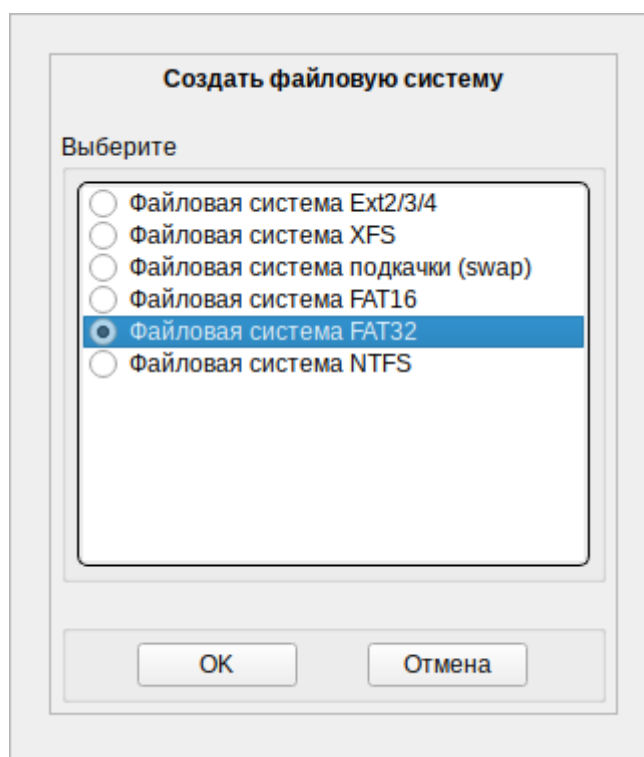 Создать файловую систему
Выберите
Файловая система Ext2/3/4
Файловая система XFS
Файловая система подкачки (swap)
Файловая система FAT16
Файловая система FAT32
Файловая система NTFS
OK
Отмена